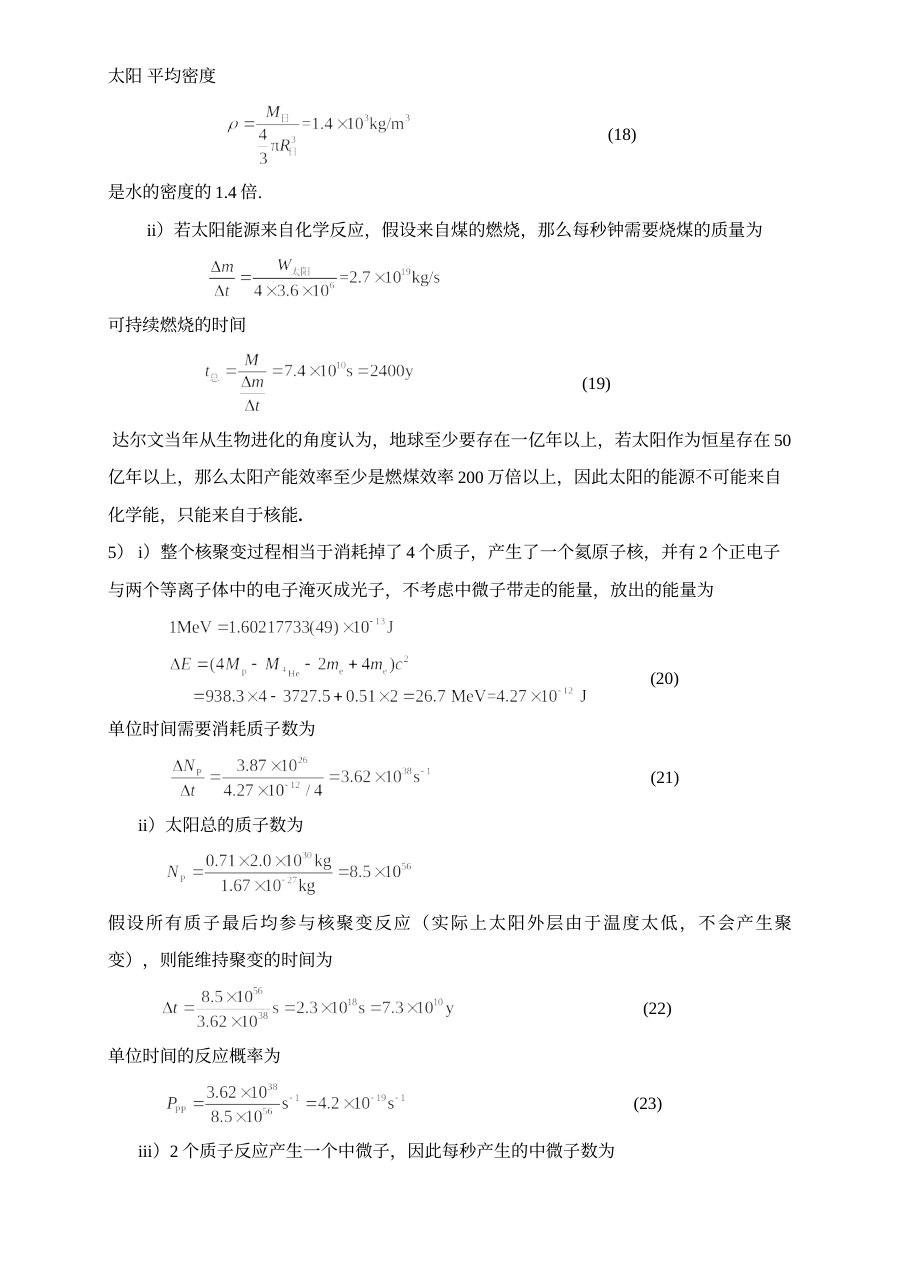 太阳 平均密度
ρ = M日 / (4/3 πR日³) = 1.4×10³kg/m³ (18)
是水的密度的 1.4 倍.
ii）若太阳能源来自化学反应，假设来自煤的燃烧，那么每秒钟需要烧煤的质量为
Δm/Δt = W太阳 / (4×3.6×10⁶) = 2.7×10¹⁹kg/s
可持续燃烧的时间
t总 = M / (Δm/Δt) = 7.4×10¹⁰s = 2400y (19)
达尔文当年从生物进化的角度认为，地球至少要存在一亿年以上，若太阳作为恒星存在 50
亿年以上，那么太阳产能效率至少是燃煤效率 200 万倍以上，因此太阳的能源不可能来自
化学能，只能来自于核能.
5） i）整个核聚变过程相当于消耗掉了 4 个质子，产生了一个氦原子核，并有 2 个正电子
与两个等离子体中的电子淹灭成光子，不考虑中微子带走的能量，放出的能量为
1MeV =1.60217733(49)×10⁻¹³J
ΔE =(4Mp - M⁴He - 2me + 4me)c²
=938.3×4- 3727.5+0.51×2 =26.7 MeV=4.27×10⁻¹² J (20)
单位时间需要消耗质子数为
ΔNP/Δt = 3.87×10²⁶ / (4.27×10⁻¹² / 4) = 3.62×10³⁸s⁻¹ (21)
ii）太阳总的质子数为
NP = 0.71×2.0×10³⁰kg / 1.67×10⁻²⁷kg = 8.5×10⁵⁶
假设所有质子最后均参与核聚变反应（实际上太阳外层由于温度太低，不会产生聚
变），则能维持聚变的时间为
Δt = 8.5×10⁵⁶ / 3.62×10³⁸ s = 2.3×10¹⁸s = 7.3×10¹⁰y (22)
单位时间的反应概率为
PPP = 3.62×10³⁸ / 8.5×10⁵⁶ s⁻¹ = 4.2×10⁻¹⁹s⁻¹ (23)
iii）2 个质子反应产生一个中微子，因此每秒产生的中微子数为